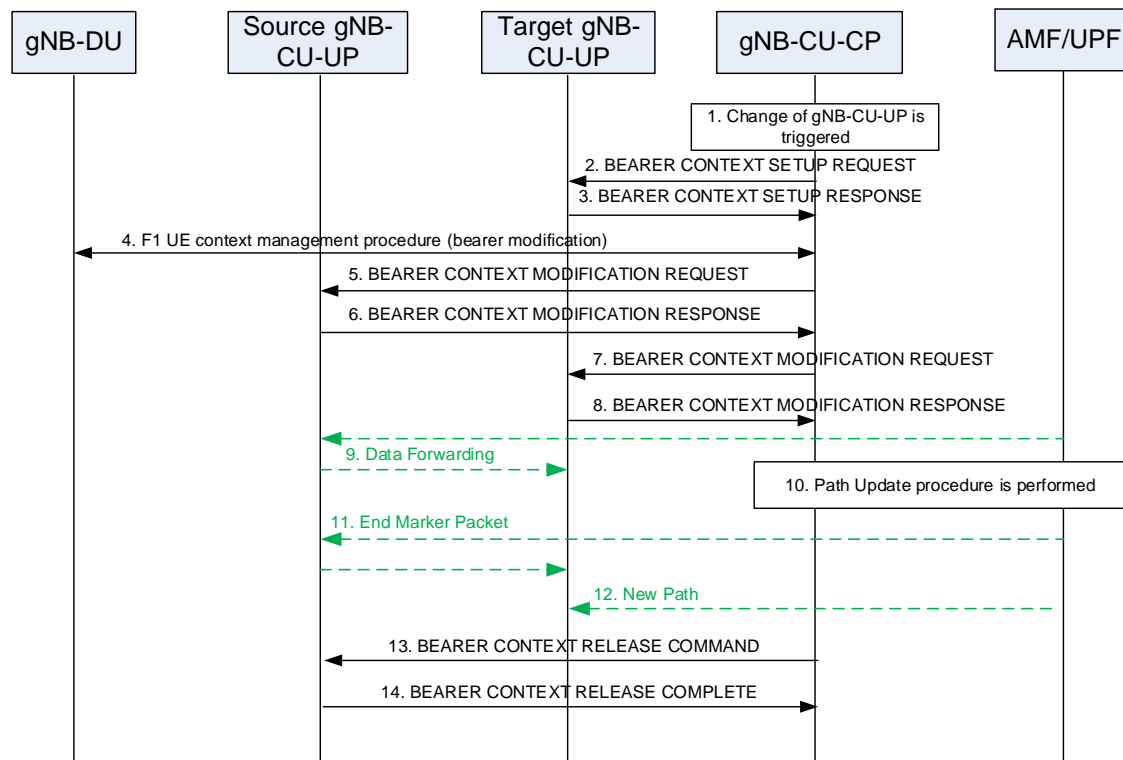 gNB-DU
Source gNB-
CU-UP
Target gNB-
CU-UP
gNB-CU-CP
AMF/UPF
1. Change of gNB-CU-UP is
triggered
2. BEARER CONTEXT SETUP REQUEST
3. BEARER CONTEXT SETUP RESPONSE
4. F1 UE context management procedure (bearer modification)
5. BEARER CONTEXT MODIFICATION REQUEST
6. BEARER CONTEXT MODIFICATION RESPONSE
7. BEARER CONTEXT MODIFICATION REQUEST
8. BEARER CONTEXT MODIFICATION RESPONSE
9. Data Forwarding
10. Path Update procedure is performed
11. End Marker Packet
12. New Path
13. BEARER CONTEXT RELEASE COMMAND
14. BEARER CONTEXT RELEASE COMPLETE